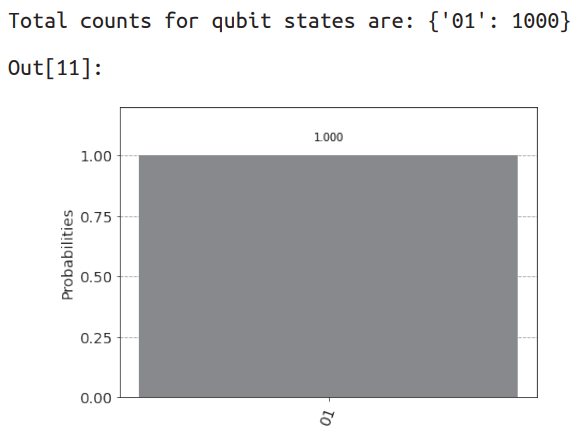 Total counts for qubit states are: {'01': 1000}
Out[11]:
1.000
1.00
0.75
0.50
0.25
0.00
Probabilities
01